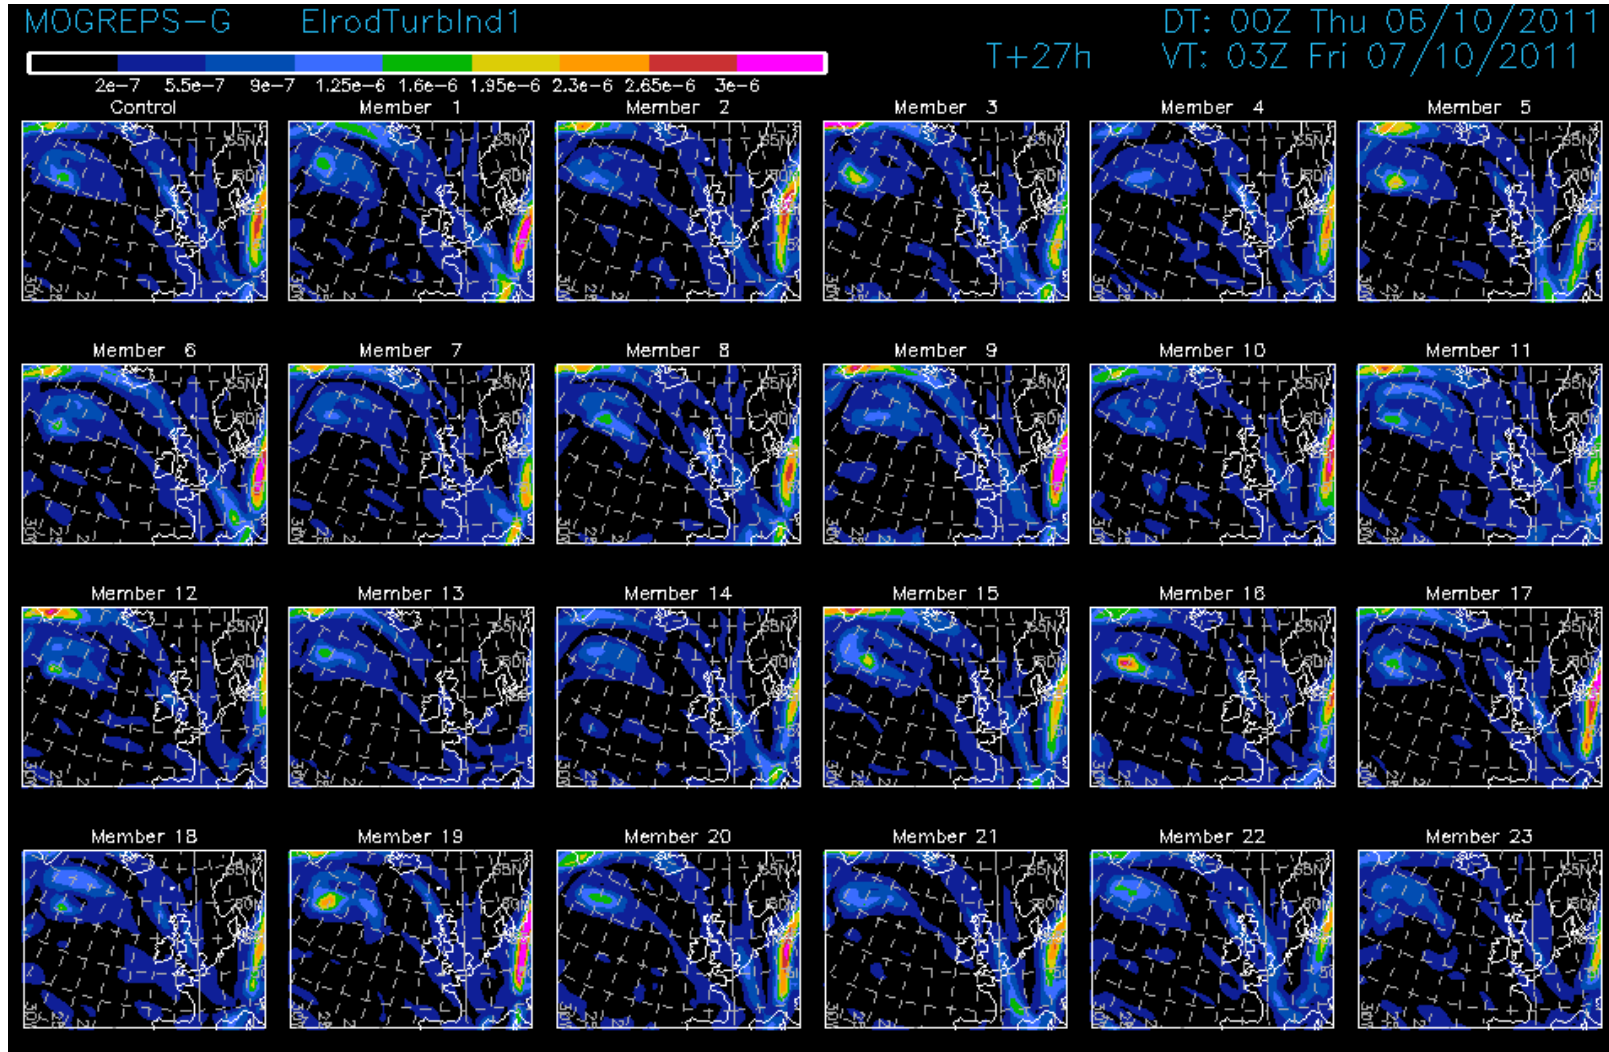 MOGREPS-G ElrodTurbInd1 DT: 00Z Thu 06/10/2011
T+27h VT: 03Z Fri 07/10/2011
2e-7 5.5e-7 9e-7 1.25e-6 1.6e-6 1.95e-6 2.3e-6 2.65e-6 3e-6
Control Member 1 Member 2 Member 3 Member 4 Member 5
Member 6 Member 7 Member 8 Member 9 Member 10 Member 11
Member 12 Member 13 Member 14 Member 15 Member 16 Member 17
Member 18 Member 19 Member 20 Member 21 Member 22 Member 23